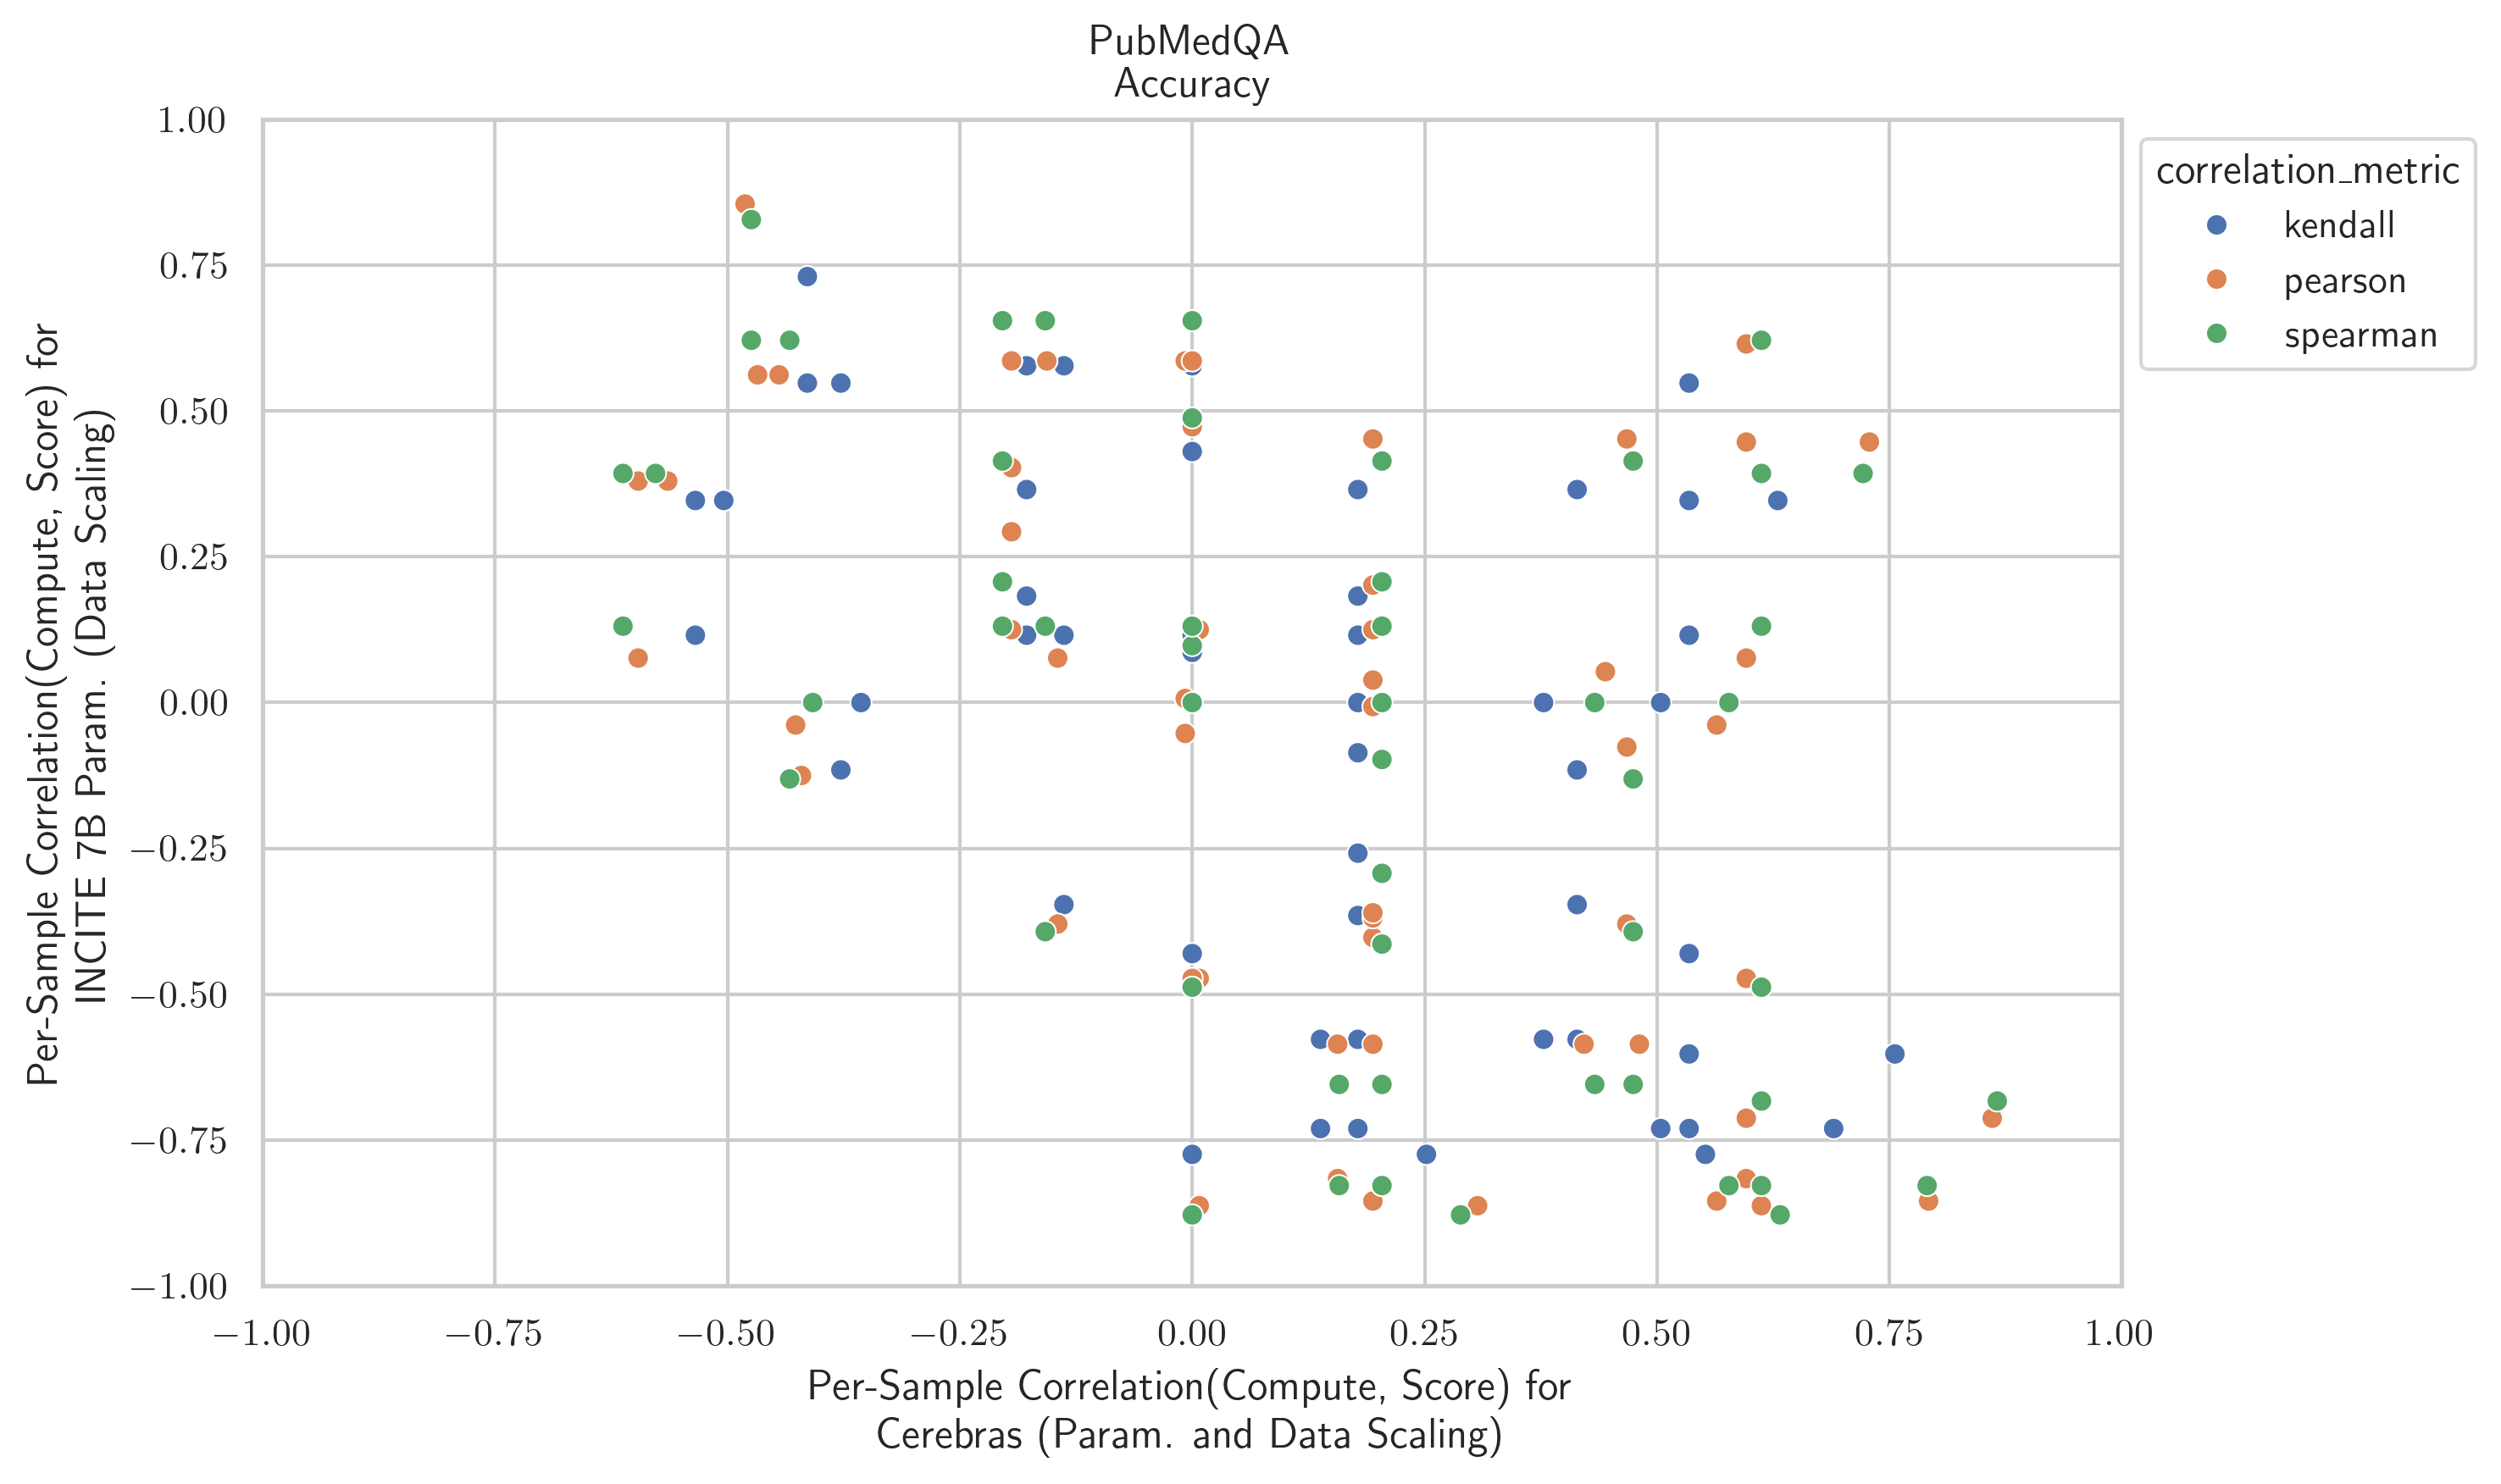 PubMedQA
Accuracy
1.00
0.75
0.50
0.25
0.00
−0.25
−0.50
−0.75
−1.00
Per-Sample Correlation(Compute, Score) for
INCITE 7B Param. (Data Scaling)
correlation_metric
kendall
pearson
spearman
−1.00 −0.75 −0.50 −0.25 0.00 0.25 0.50 0.75 1.00
Per-Sample Correlation(Compute, Score) for
Cerebras (Param. and Data Scaling)